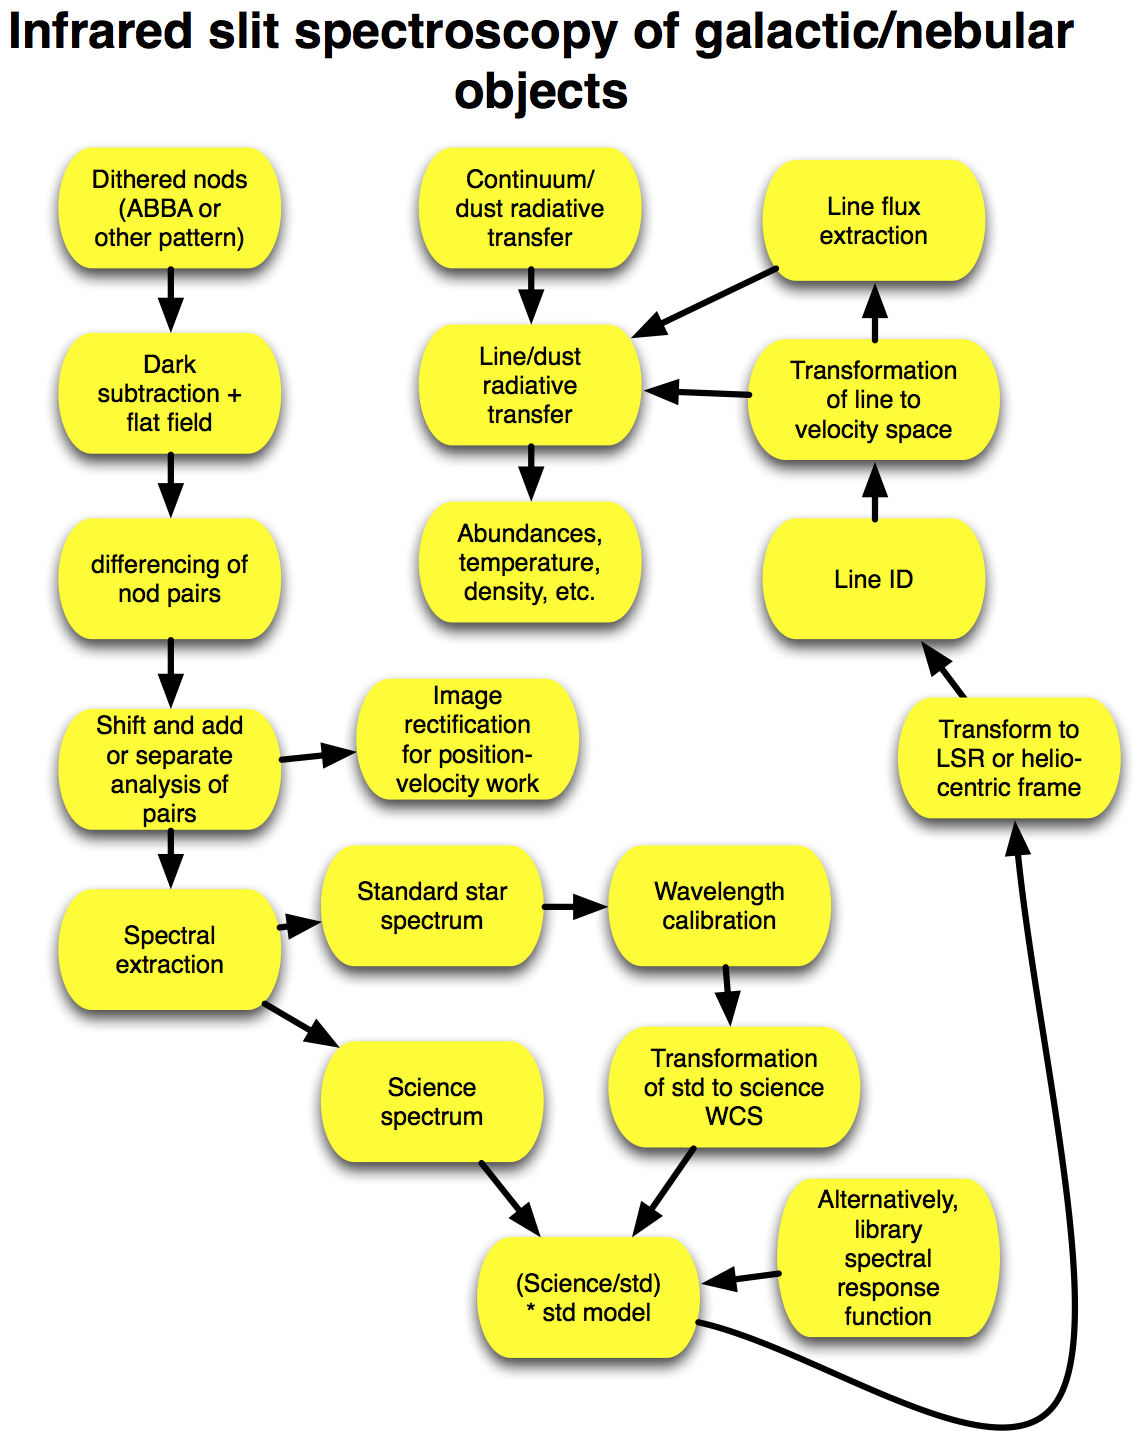 Infrared slit spectroscopy of galactic/nebular
objects
Dithered nods
(ABBA or
other pattern)
Continuum/
dust radiative
transfer
Line flux
extraction
Dark
subtraction +
flat field
Line/dust
radiative
transfer
Transformation
of line to
velocity space
differencing of
nod pairs
Abundances,
temperature,
density, etc.
Line ID
Shift and add
or separate
analysis of
pairs
Image
rectification
for position-
velocity work
Transform to
LSR or helio-
centric frame
Spectral
extraction
Standard star
spectrum
Wavelength
calibration
Science
spectrum
Transformation
of std to science
WCS
(Science/std)
* std model
Alternatively,
library
spectral
response
function